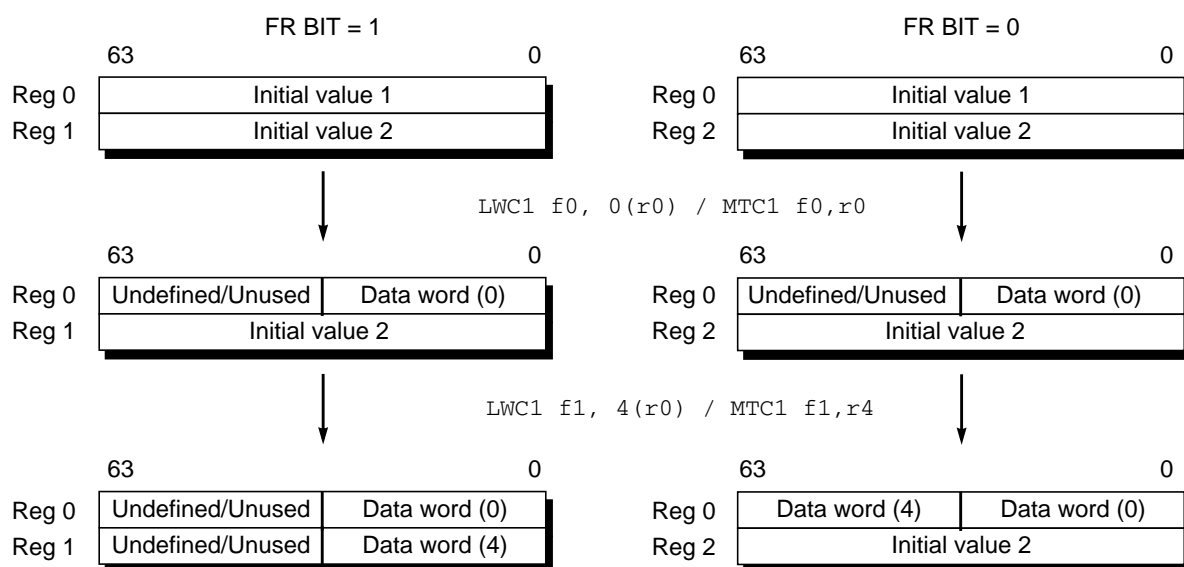 FR BIT = 1 FR BIT = 0
63 0 63 0
Reg 0 Initial value 1 Reg 0 Initial value 1
Reg 1 Initial value 2 Reg 2 Initial value 2
LWC1 f0, 0(r0) / MTC1 f0,r0
63 0 63 0
Reg 0 Undefined/Unused Data word (0) Reg 0 Undefined/Unused Data word (0)
Reg 1 Initial value 2 Reg 2 Initial value 2
LWC1 f1, 4(r0) / MTC1 f1,r4
63 0 63 0
Reg 0 Undefined/Unused Data word (0) Reg 0 Data word (4) Data word (0)
Reg 1 Undefined/Unused Data word (4) Reg 2 Initial value 2